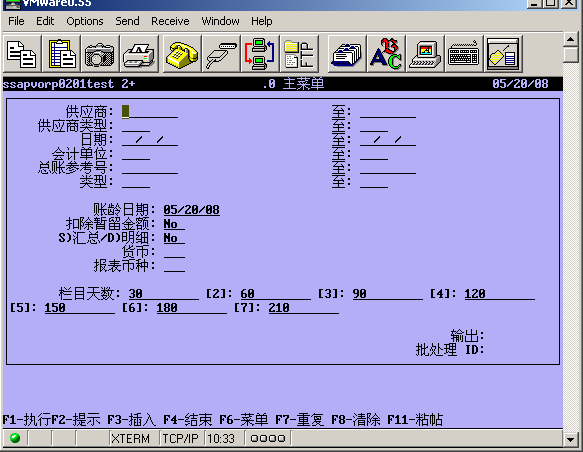 VMware0.55
File Edit Options Send Receive Window Help
ssapvorp0201test 2+ .0 主菜单 05/20/08
供应商: 至:
供应商类型: 至:
日期: / / 至: / /
会计单位: 至:
总账参考号: 至:
类型: 至:
账龄日期: 05/20/08
扣除暂留金额: No
S)汇总/D)明细: No
货币:
报表币种:
栏目天数: 30 [2]: 60 [3]: 90 [4]: 120
[5]: 150 [6]: 180 [7]: 210
输出:
批处理 ID:
F1-执行F2-提示 F3-插入 F4-结束 F6-菜单 F7-重复 F8-清除 F11-粘帖
XTERM TCP/IP 10:33